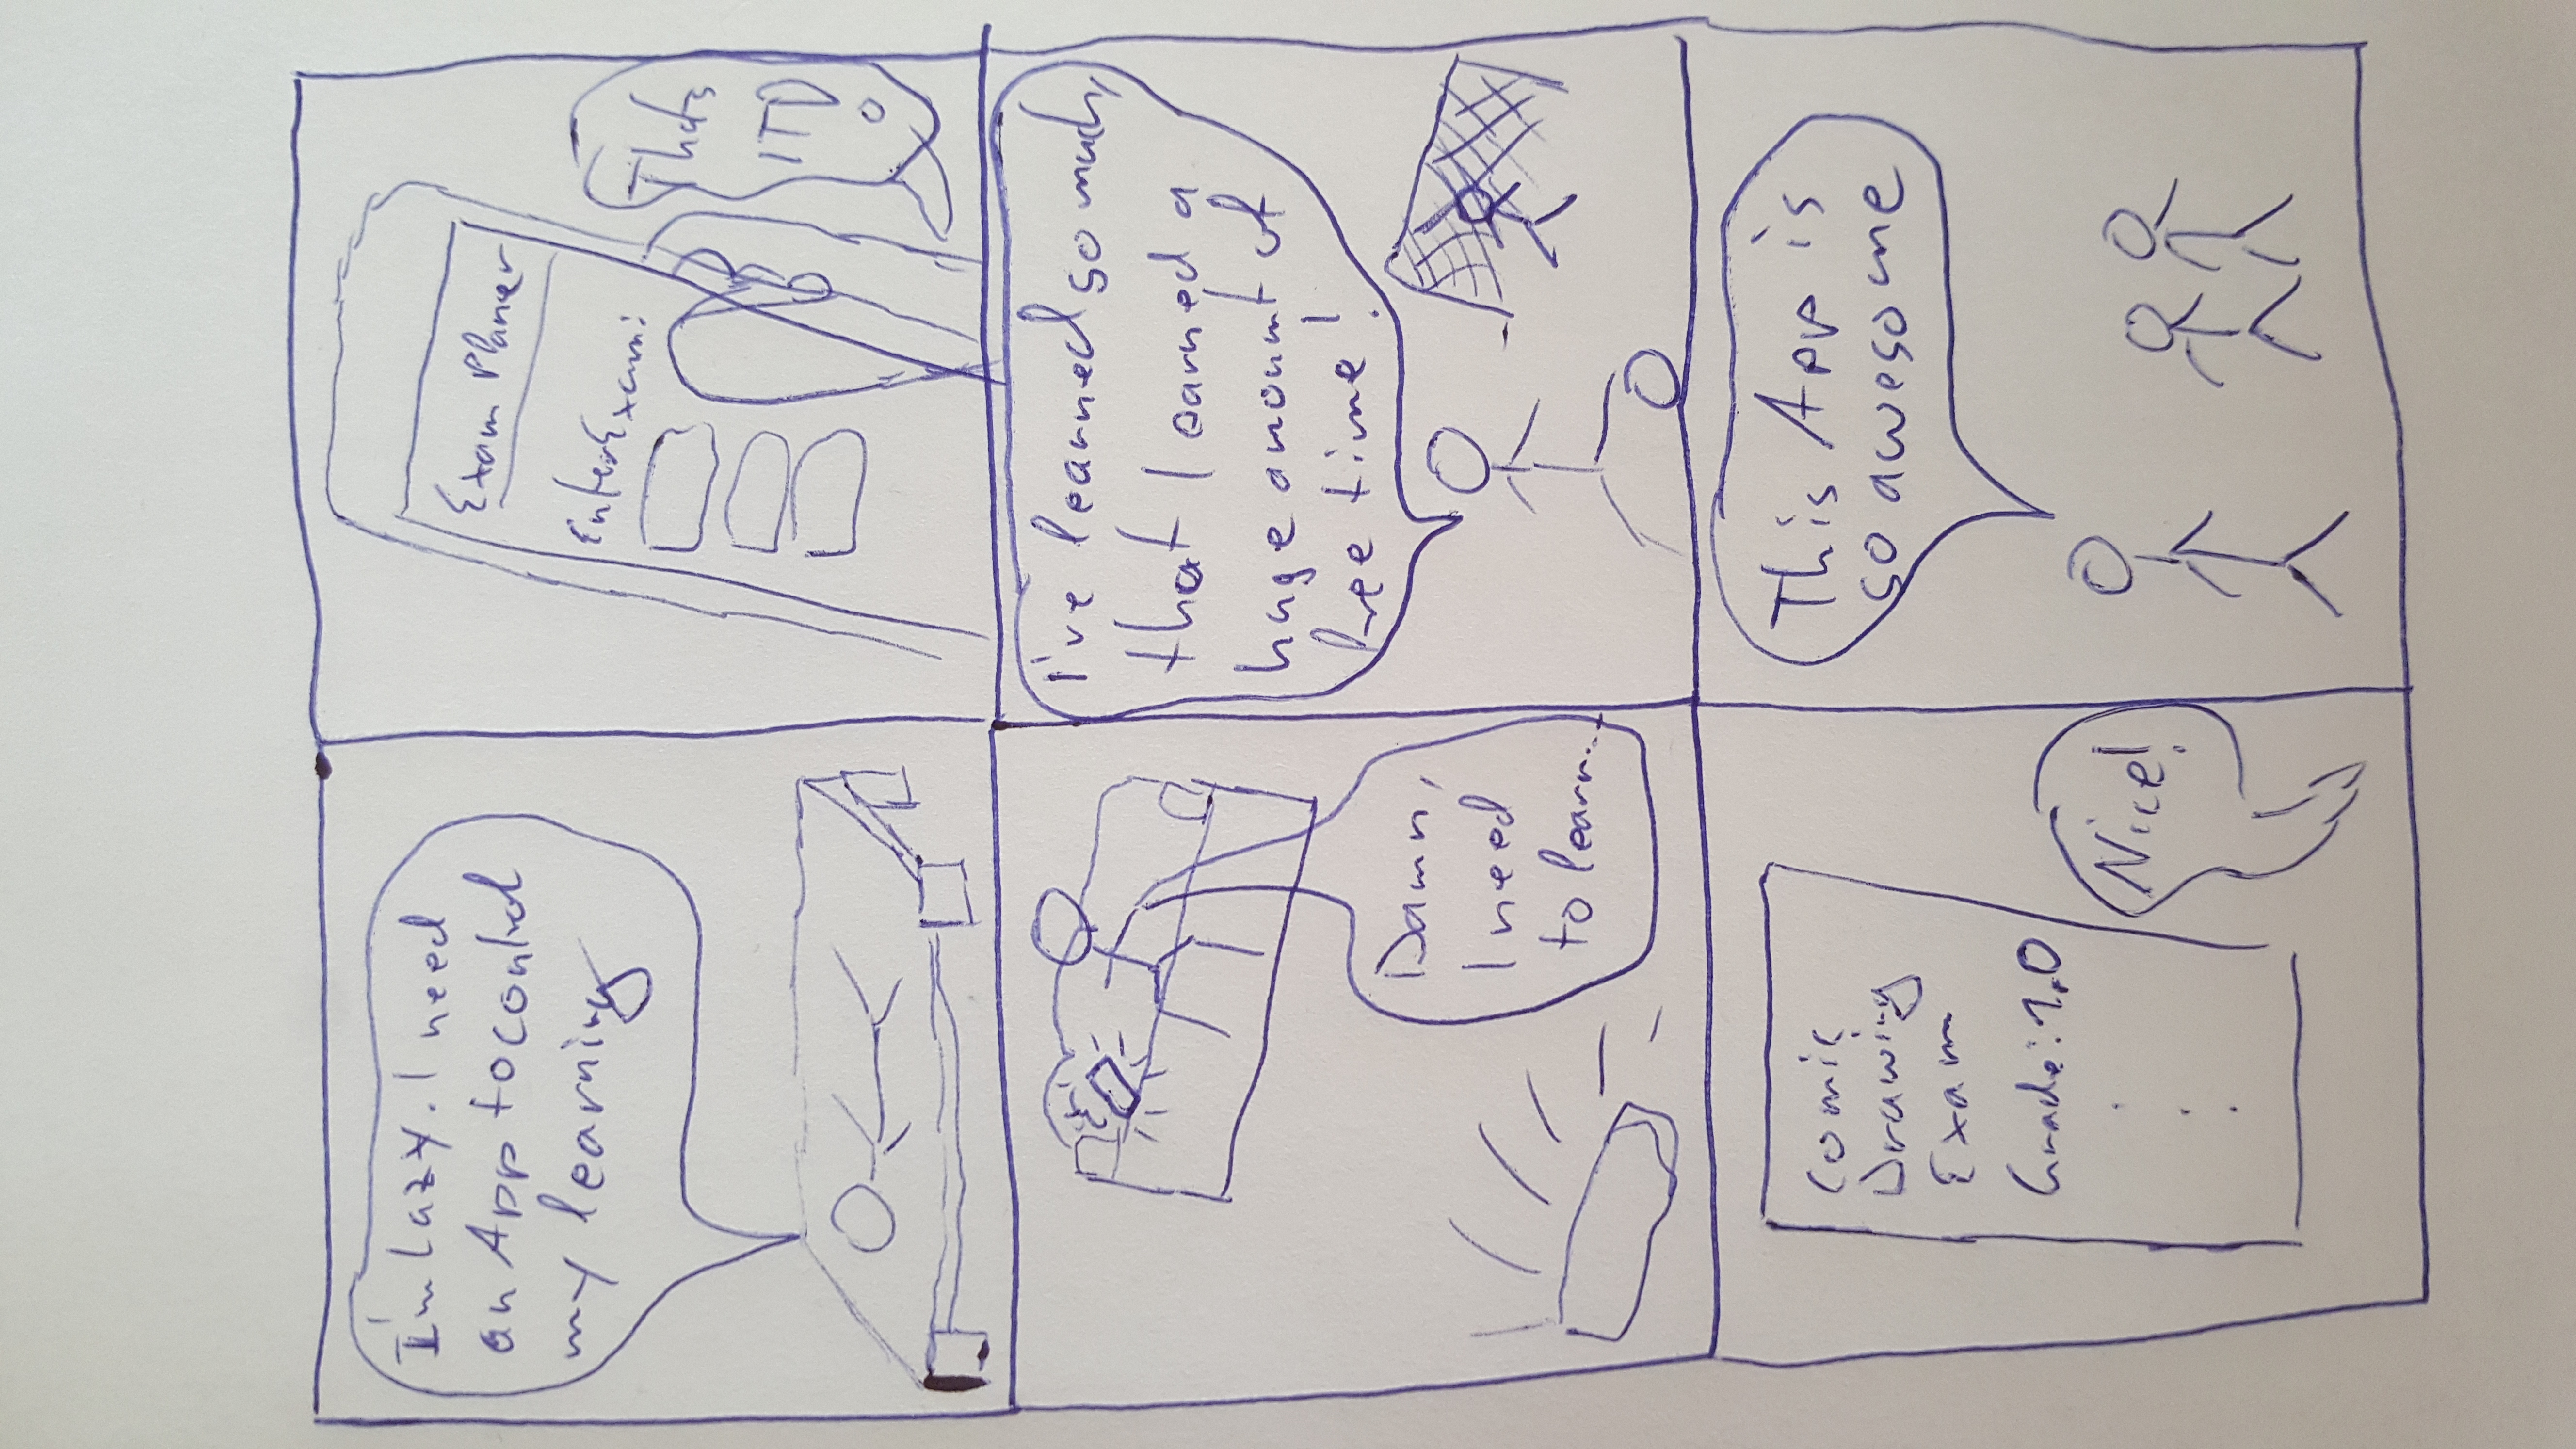 I'm lazy. I need
an App to control
my learning
Exam Planer
Enter Exam:
Thats
IT!
Damn,
I need
to learn...
I've learned so much,
that I earned a
huge amount of
free time!
Comic
Drawing
Exam
Grade: 1,0
Nice!
This App is
so awesome